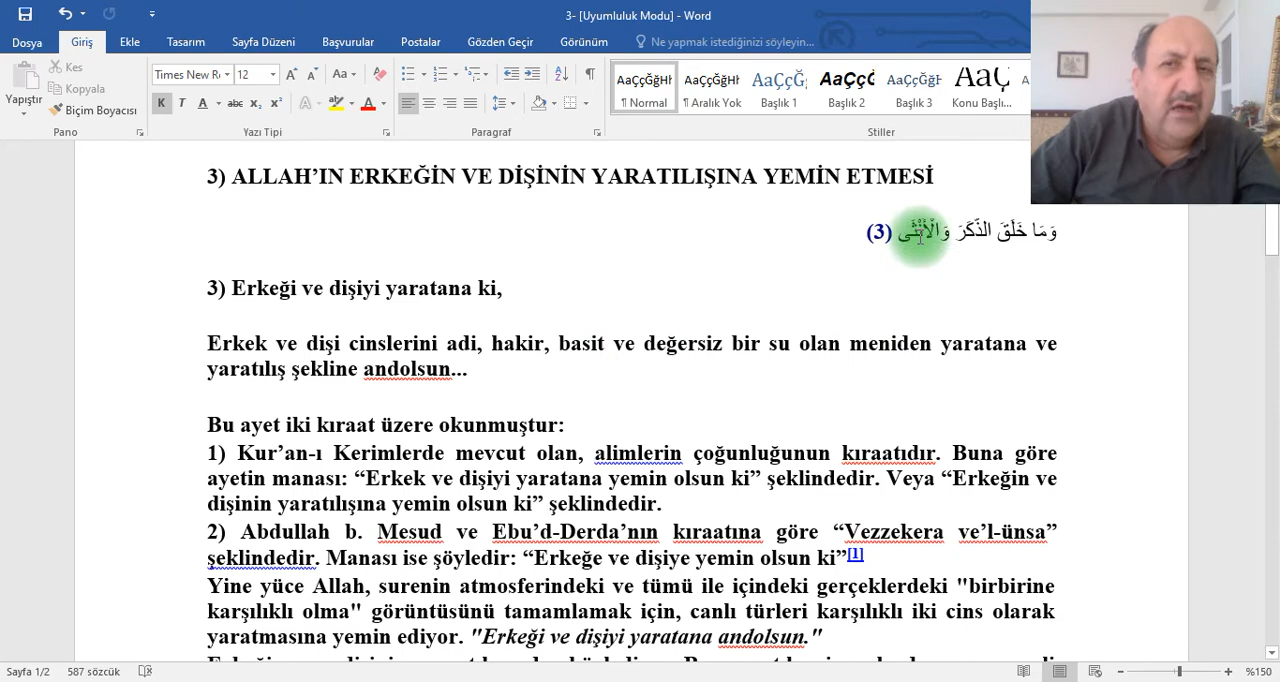 3- [Uyumluluk Modu] - Word
Dosya Giriş Ekle Tasarım Sayfa Düzeni Başvurular Postalar Gözden Geçir Görünüm Ne yapmak istediğinizi söyleyin...
Yapıştır
Kes
Kopyala
Biçim Boyacısı
Times New R 12
Pano Yazı Tipi Paragraf Stiller
AaÇçĞğHł AaÇçĞğHł AaÇçĞğ AaÇçĞ AaÇçĞğŁ AaÇ
¶ Normal ¶ Aralık Yok Başlık 1 Başlık 2 Başlık 3 Konu Başlı...
3) ALLAH’IN ERKEĞİN VE DİŞİNİN YARATILIŞINA YEMİN ETMESİ
وَمَا خَلَقَ الذَّكَرَ وَالْأُنْثَى (3)
3) Erkeği ve dişiyi yaratana ki,
Erkek ve dişi cinslerini adi, hakir, basit ve değersiz bir su olan meniden yaratana ve
yaratılış şekline andolsun...
Bu ayet iki kıraat üzere okunmuştur:
1) Kur’an-ı Kerimlerde mevcut olan, alimlerin çoğunluğunun kıraatıdır. Buna göre
ayetin manası: “Erkek ve dişiyi yaratana yemin olsun ki” şeklindedir. Veya “Erkeğin ve
dişinin yaratılışına yemin olsun ki” şeklindedir.
2) Abdullah b. Mesud ve Ebu’d-Derda’nın kıraatına göre “Vezzekera ve’l-ünsa”
şeklindedir. Manası ise şöyledir: “Erkeğe ve dişiye yemin olsun ki”[1]
Yine yüce Allah, surenin atmosferindeki ve tümü ile içindeki gerçeklerdeki "birbirine
karşılıklı olma" görüntüsünü tamamlamak için, canlı türleri karşılıklı iki cins olarak
yaratmasına yemin ediyor. "Erkeği ve dişiyi yaratana andolsun."
Sayfa 1/2 587 sözcük %150